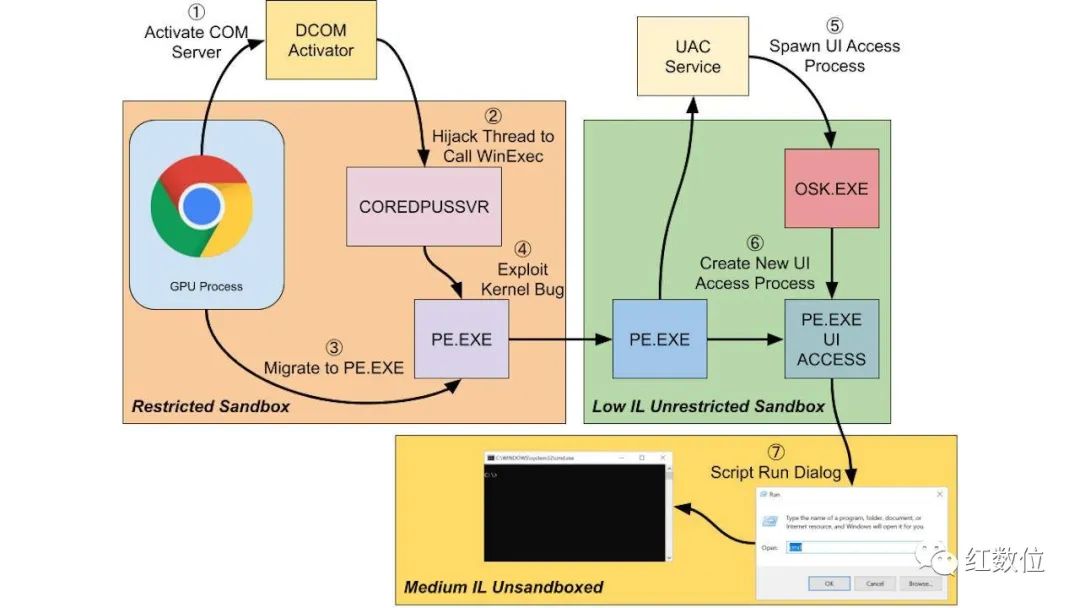 ①
Activate COM
Server
DCOM
Activator
②
Hijack Thread to
Call WinExec
GPU Process
COREDPUSSVR
③
Migrate to PE.EXE
④
Exploit
Kernel Bug
PE.EXE
Restricted Sandbox
UAC
Service
⑤
Spawn UI Access
Process
OSK.EXE
⑥
Create New UI
Access Process
PE.EXE
PE.EXE
UI
ACCESS
Low IL Unrestricted Sandbox
⑦
Script Run Dialog
C:\WINDOWS\system32\cmd.exe
C:\>
Run
Type the name of a program, folder, document, or
Internet resource, and Windows will open it for you.
Open:
cmd
OK
Cancel
Browse...
Medium IL Unsandboxed
红数位